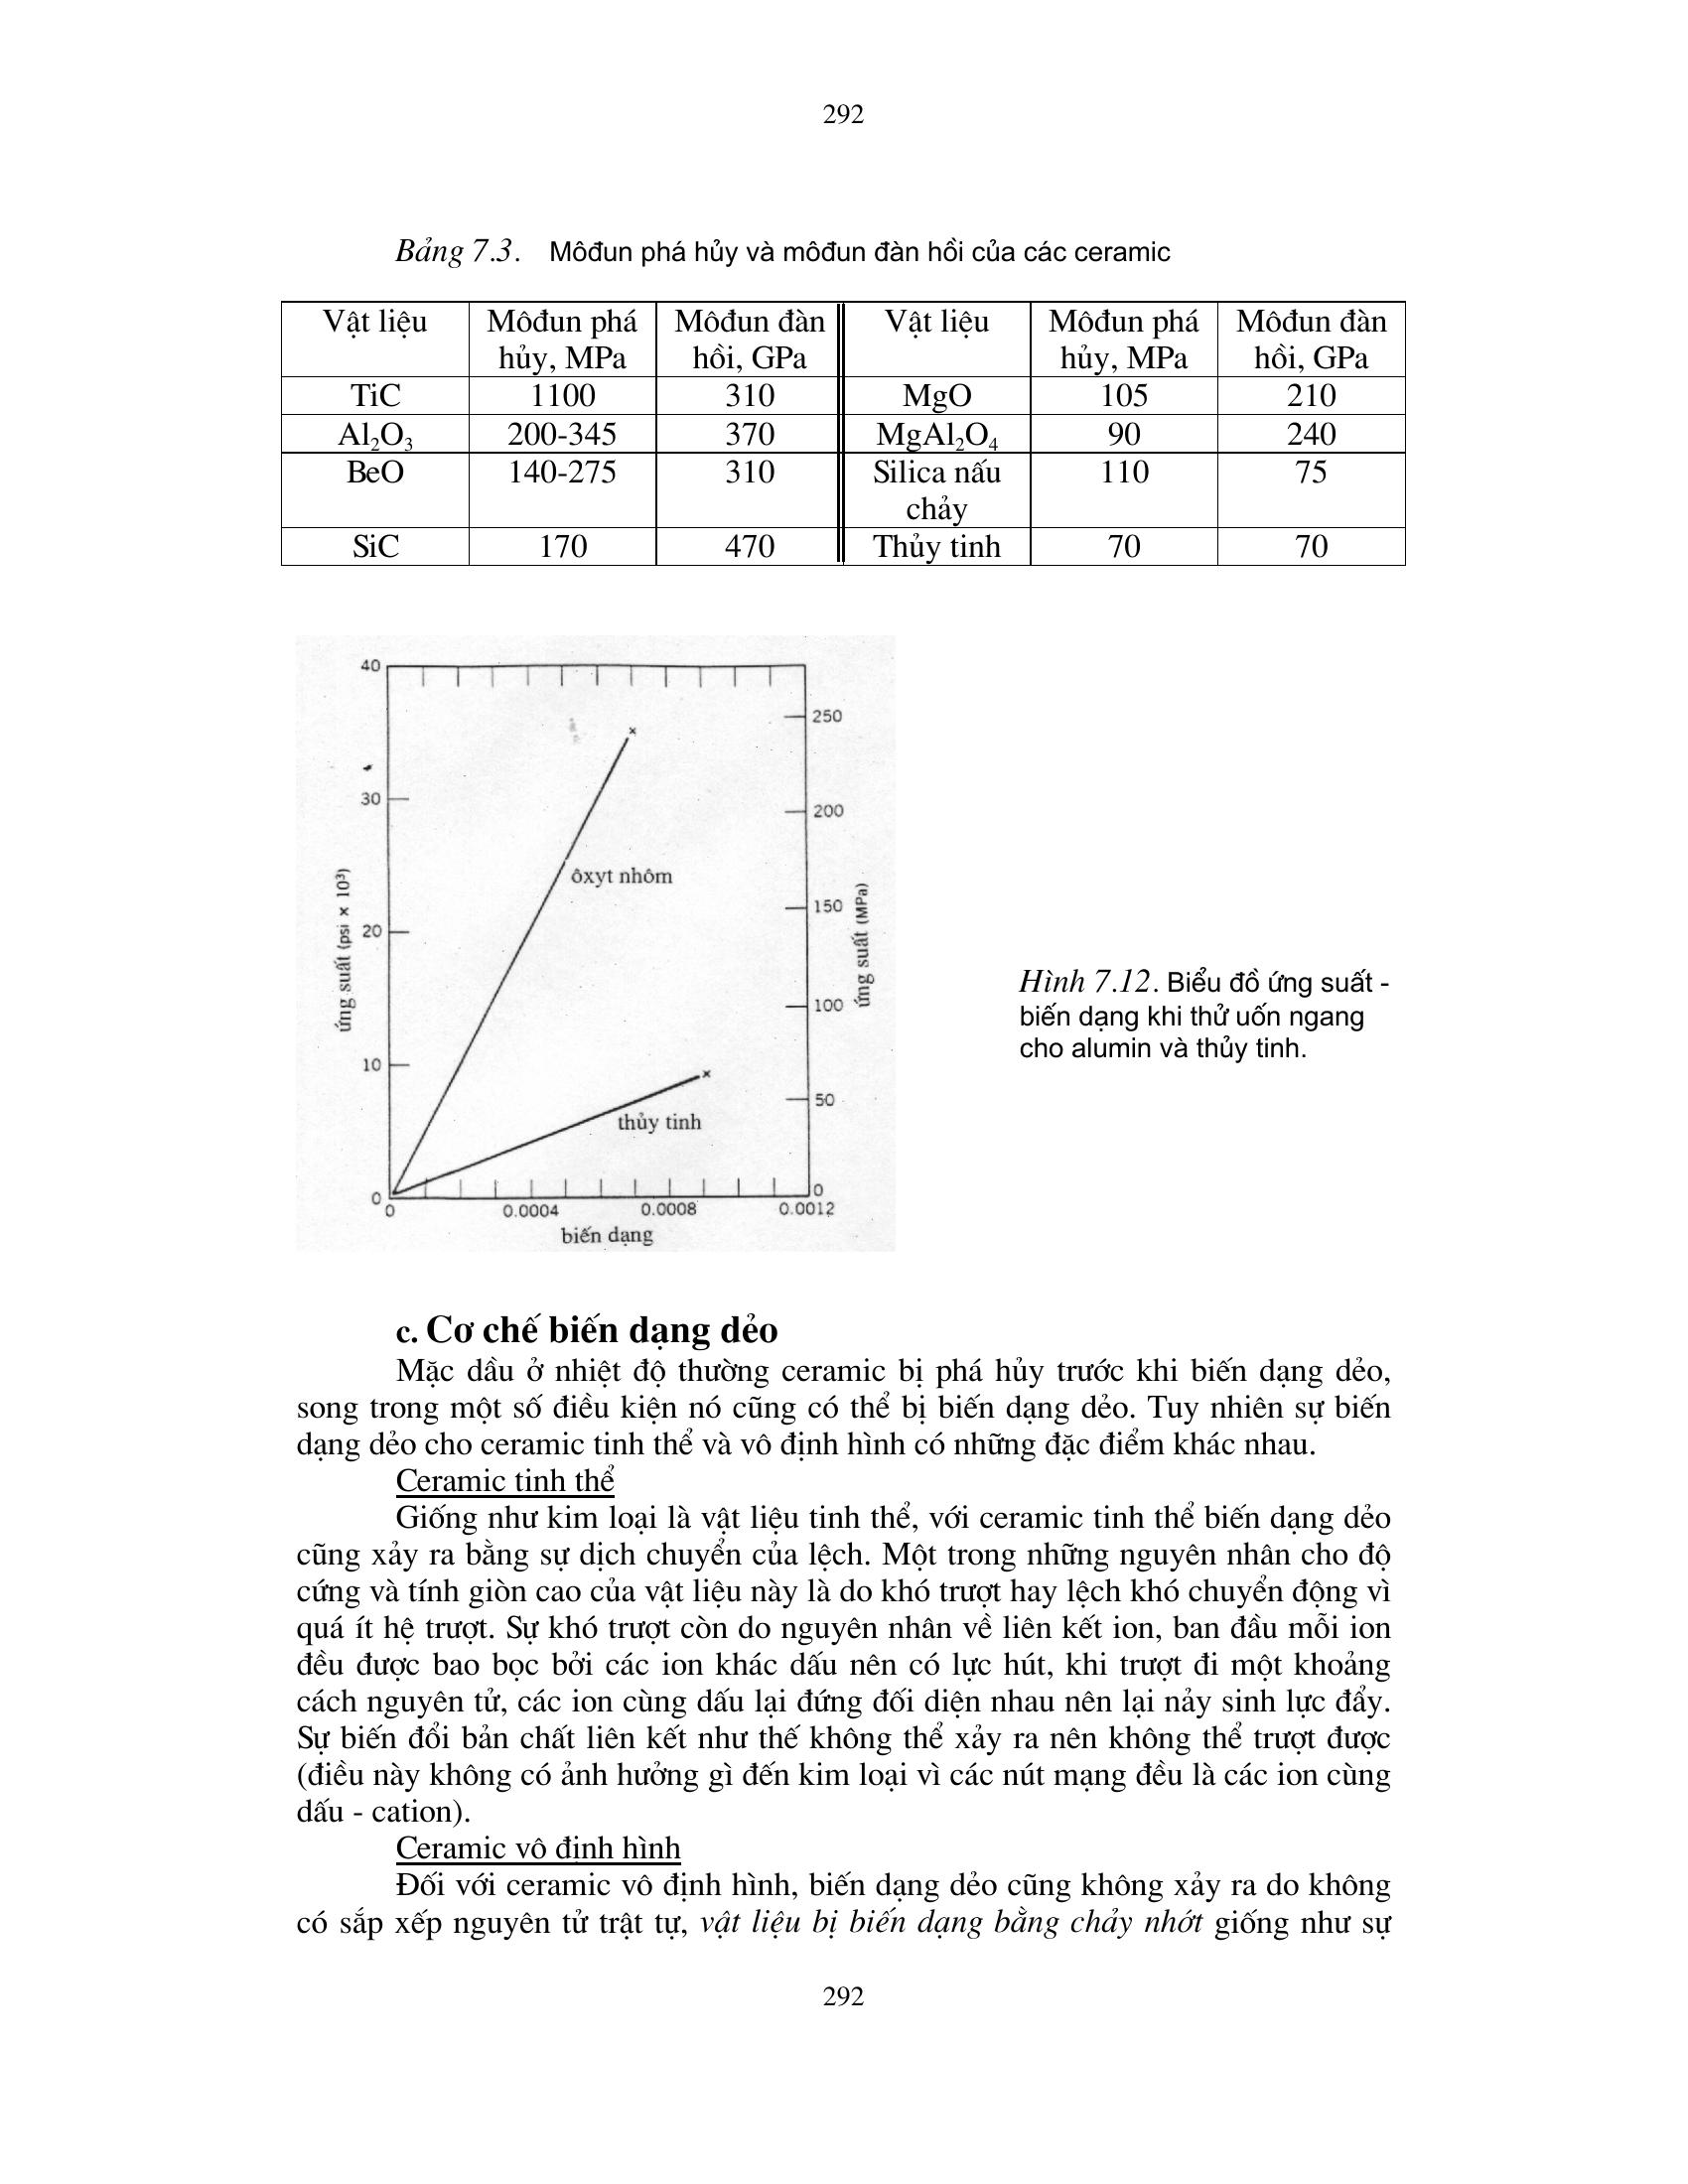 292
Bảng 7.3. Môđun phá hủy và môđun đàn hồi của các ceramic
Vật liệu Môđun phá hủy, MPa Môđun đàn hồi, GPa Vật liệu Môđun phá hủy, MPa Môđun đàn hồi, GPa
TiC 1100 310 MgO 105 210
Al₂O₃ 200-345 370 MgAl₂O₄ 90 240
BeO 140-275 310 Silica nấu chảy 110 75
SiC 170 470 Thủy tinh 70 70
40
30
20
10
0
ứng suất (psi × 10³)
250
200
150
100
50
0
ứng suất (MPa)
ôxyt nhôm
thủy tinh
0 0.0004 0.0008 0.0012
biến dạng
Hình 7.12. Biểu đồ ứng suất -
biến dạng khi thử uốn ngang
cho alumin và thủy tinh.
c. Cơ chế biến dạng dẻo
Mặc dầu ở nhiệt độ thường ceramic bị phá hủy trước khi biến dạng dẻo,
song trong một số điều kiện nó cũng có thể bị biến dạng dẻo. Tuy nhiên sự biến
dạng dẻo cho ceramic tinh thể và vô định hình có những đặc điểm khác nhau.
Ceramic tinh thể
Giống như kim loại là vật liệu tinh thể, với ceramic tinh thể biến dạng dẻo
cũng xảy ra bằng sự dịch chuyển của lệch. Một trong những nguyên nhân cho độ
cứng và tính giòn cao của vật liệu này là do khó trượt hay lệch khó chuyển động vì
quá ít hệ trượt. Sự khó trượt còn do nguyên nhân về liên kết ion, ban đầu mỗi ion
đều được bao bọc bởi các ion khác dấu nên có lực hút, khi trượt đi một khoảng
cách nguyên tử, các ion cùng dấu lại đứng đối diện nhau nên lại nảy sinh lực đẩy.
Sự biến đổi bản chất liên kết như thế không thể xảy ra nên không thể trượt được
(điều này không có ảnh hưởng gì đến kim loại vì các nút mạng đều là các ion cùng
dấu - cation).
Ceramic vô định hình
Đối với ceramic vô định hình, biến dạng dẻo cũng không xảy ra do không
có sắp xếp nguyên tử trật tự, vật liệu bị biến dạng bằng chảy nhớt giống như sự
292